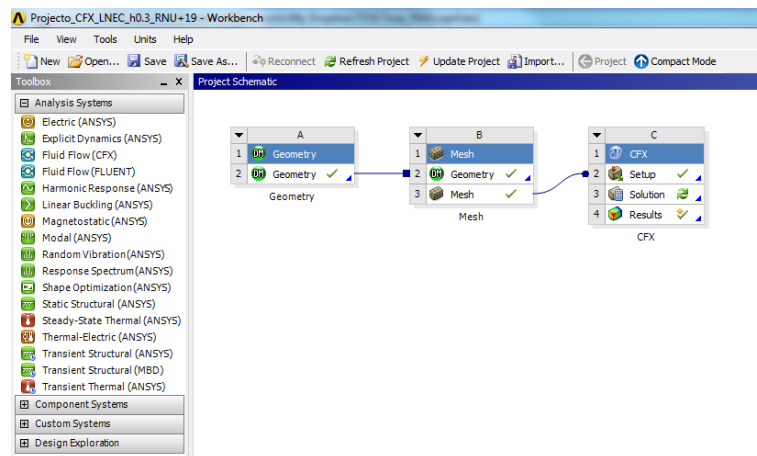 Projecto_CFX_LNEC_h0.3_RNU+19 - Workbench
File View Tools Units Help
New Open... Save Save As... Reconnect Refresh Project Update Project Import... Project Compact Mode
Toolbox
Project Schematic
Analysis Systems
Electric (ANSYS)
Explicit Dynamics (ANSYS)
Fluid Flow (CFX)
Fluid Flow (FLUENT)
Harmonic Response (ANSYS)
Linear Buckling (ANSYS)
Magnetostatic (ANSYS)
Modal (ANSYS)
Random Vibration (ANSYS)
Response Spectrum (ANSYS)
Shape Optimization (ANSYS)
Static Structural (ANSYS)
Steady-State Thermal (ANSYS)
Thermal-Electric (ANSYS)
Transient Structural (ANSYS)
Transient Structural (MBD)
Transient Thermal (ANSYS)
Component Systems
Custom Systems
Design Exploration
A
1 DM Geometry
2 DM Geometry
Geometry
B
1 Mesh
2 DM Geometry
3 Mesh
Mesh
C
1 CFX
2 Setup
3 Solution
4 Results
CFX